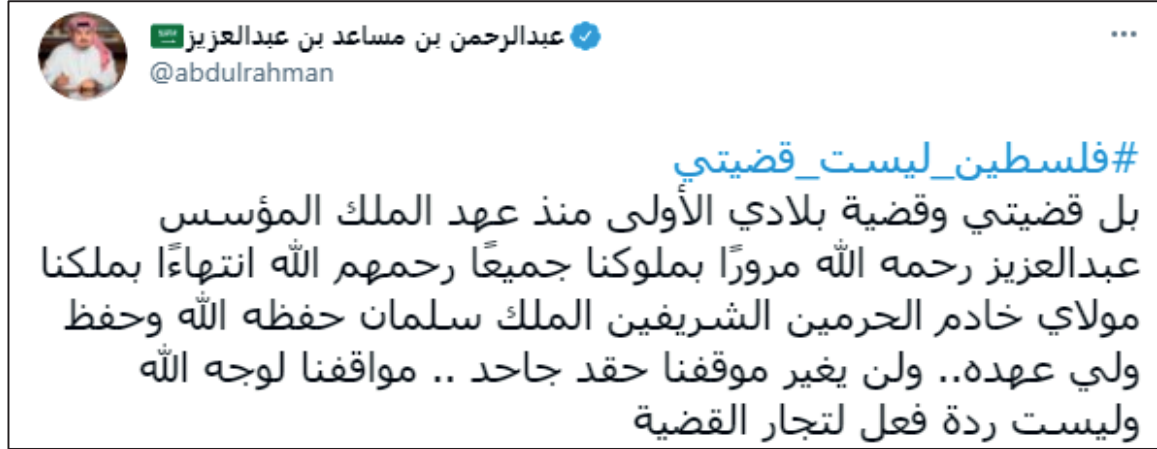 عبدالرحمن بن مساعد بن عبدالعزيز
@abdulrahman
#فلسطين_ليست_قضيتي
بل قضيتي وقضية بلادي الأولى منذ عهد الملك المؤسس
عبدالعزيز رحمه الله مرورًا بملوكنا جميعًا رحمهم الله انتهاءًا بملكنا
مولاي خادم الحرمين الشريفين الملك سلمان حفظه الله وحفظ
ولي عهده.. ولن يغير موقفنا حقد جاحد .. مواقفنا لوجه الله
وليست ردة فعل لتجار القضية